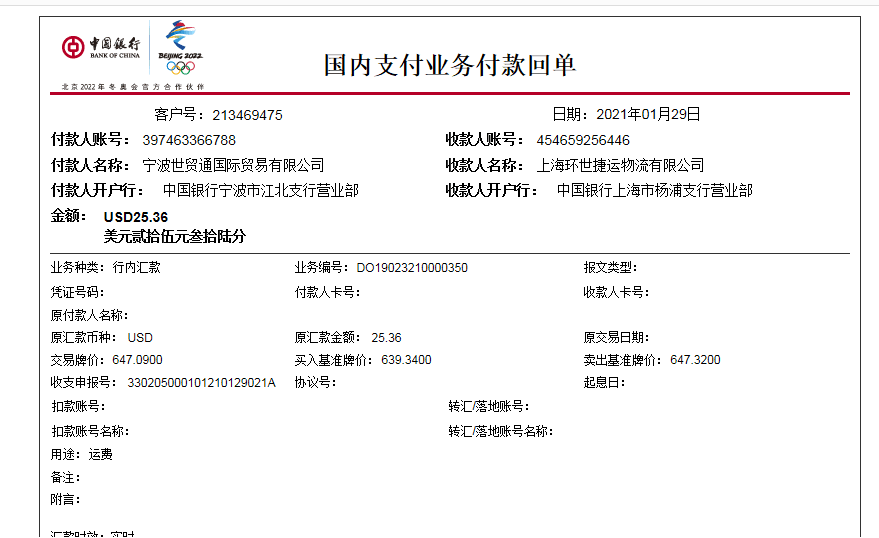 中国银行
BANK OF CHINA
BEIJING 2022
北京2022年冬奥会官方合作伙伴
国内支付业务付款回单
客户号：213469475 日期：2021年01月29日
付款人账号： 397463366788 收款人账号： 454659256446
付款人名称： 宁波世贸通国际贸易有限公司 收款人名称： 上海环世捷运物流有限公司
付款人开户行： 中国银行宁波市江北支行营业部 收款人开户行： 中国银行上海市杨浦支行营业部
金额： USD25.36
美元贰拾伍元叁拾陆分
业务种类：行内汇款 业务编号：DO19023210000350 报文类型：
凭证号码： 付款人卡号： 收款人卡号：
原付款人名称：
原汇款币种： USD 原汇款金额： 25.36 原交易日期：
交易牌价：647.0900 买入基准牌价：639.3400 卖出基准牌价：647.3200
收支申报号： 330205000101210129021A 协议号： 起息日：
扣款账号： 转汇/落地账号：
扣款账号名称： 转汇/落地账号名称：
用途：运费
备注：
附言：
汇款时效：实时